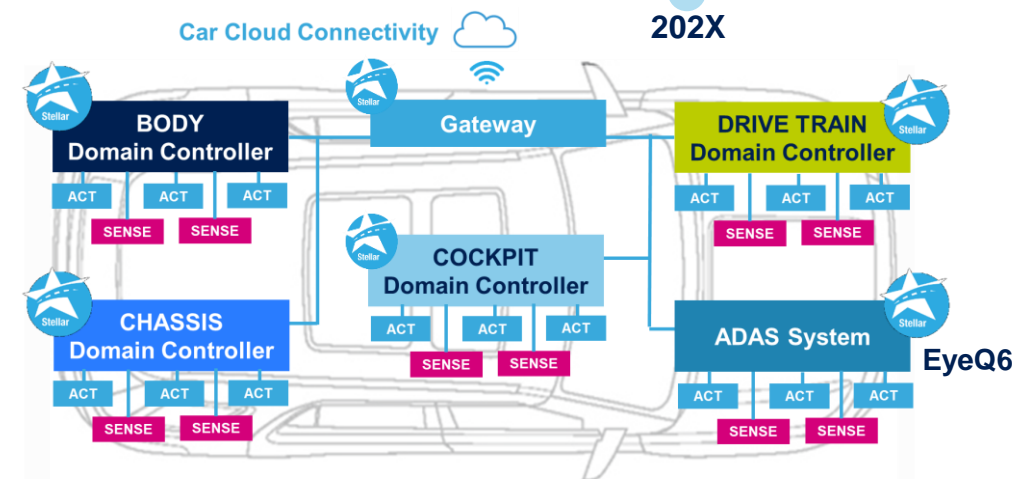 Car Cloud Connectivity
202X
Stellar
BODY
Domain Controller
ACT
ACT
ACT
SENSE
SENSE
Stellar
Gateway
DRIVE TRAIN
Domain Controller
Stellar
ACT
ACT
ACT
SENSE
SENSE
Stellar
COCKPIT
Domain Controller
ACT
ACT
ACT
SENSE
SENSE
Stellar
CHASSIS
Domain Controller
ACT
ACT
ACT
SENSE
SENSE
ADAS System
Stellar
EyeQ6
ACT
ACT
ACT
SENSE
SENSE